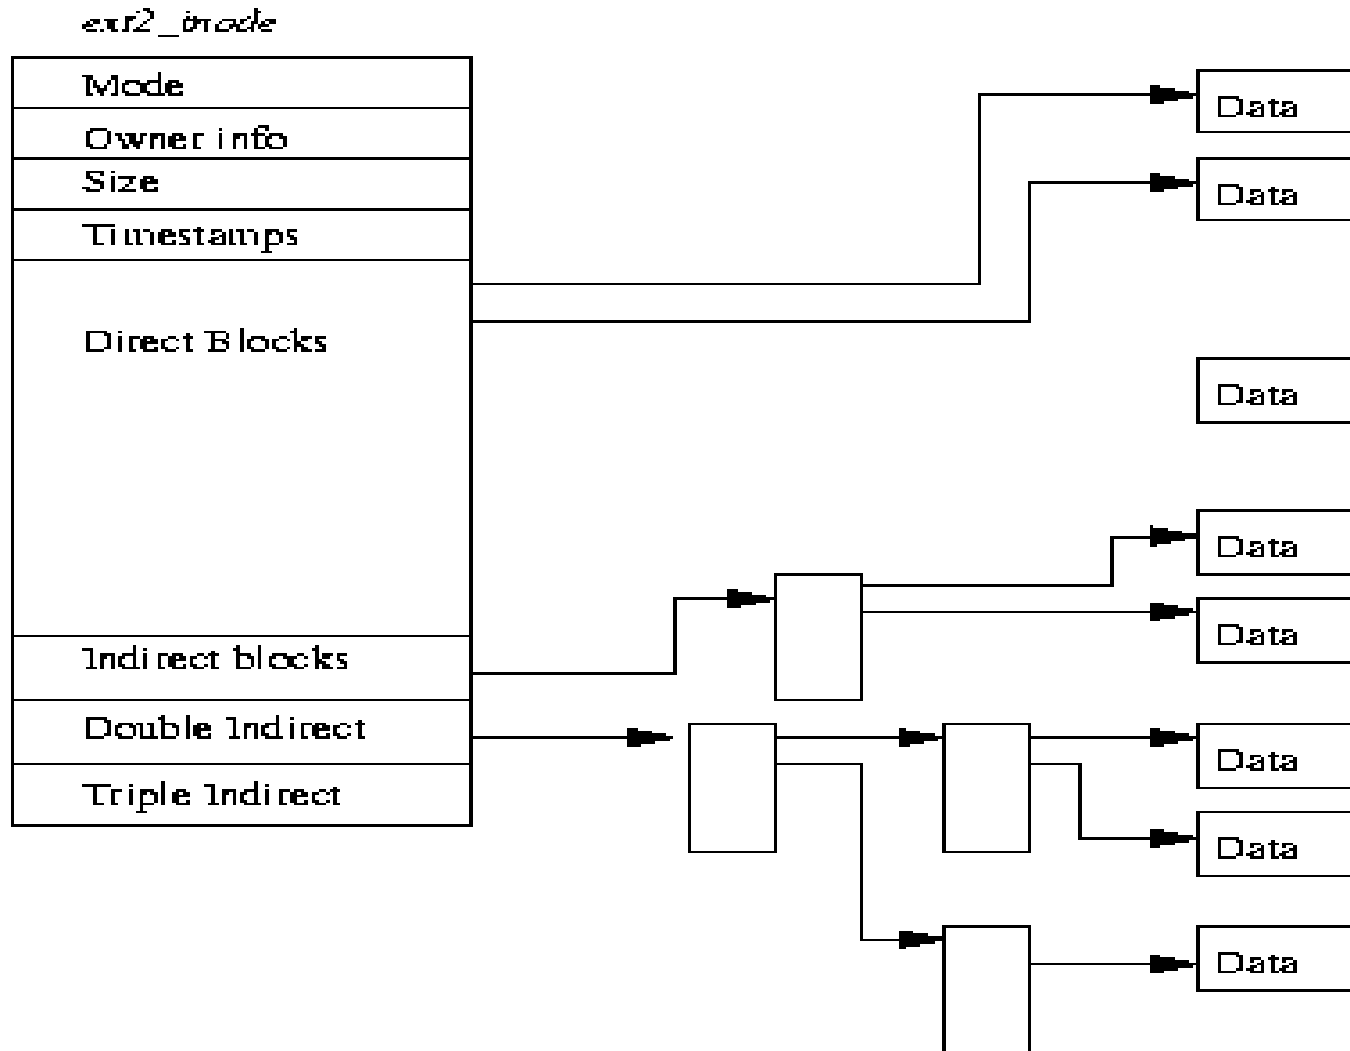 ext2_inode
Mode
Owner info
Size
Timestamps
Direct Blocks
Indirect blocks
Double Indirect
Triple Indirect
Data
Data
Data
Data
Data
Data
Data
Data